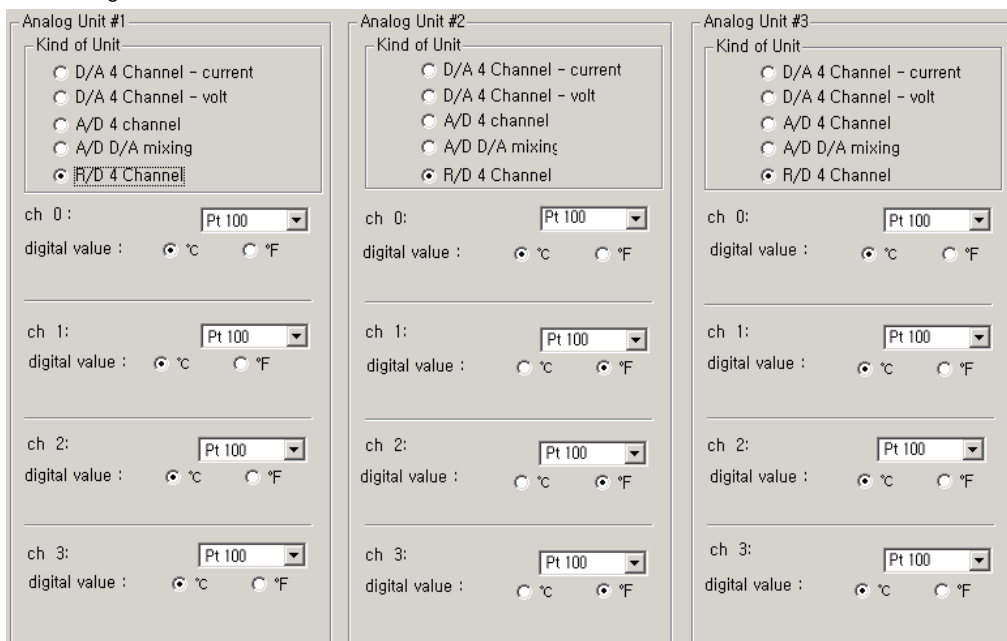 Analog Unit #1
Kind of Unit
D/A 4 Channel - current
D/A 4 Channel - volt
A/D 4 channel
A/D D/A mixing
R/D 4 Channel
ch 0 :
Pt 100
digital value :
℃
℉
ch 1:
Pt 100
digital value :
℃
℉
ch 2:
Pt 100
digital value :
℃
℉
ch 3:
Pt 100
digital value :
℃
℉
Analog Unit #2
Kind of Unit
D/A 4 Channel - current
D/A 4 Channel - volt
A/D 4 channel
A/D D/A mixing
R/D 4 Channel
ch 0:
Pt 100
digital value :
℃
℉
ch 1:
Pt 100
digital value :
℃
℉
ch 2:
Pt 100
digital value :
℃
℉
ch 3:
Pt 100
digital value :
℃
℉
Analog Unit #3
Kind of Unit
D/A 4 Channel - current
D/A 4 Channel - volt
A/D 4 Channel
A/D D/A mixing
R/D 4 Channel
ch 0:
Pt 100
digital value :
℃
℉
ch 1:
Pt 100
digital value :
℃
℉
ch 2:
Pt 100
digital value :
℃
℉
ch 3:
Pt 100
digital value :
℃
℉